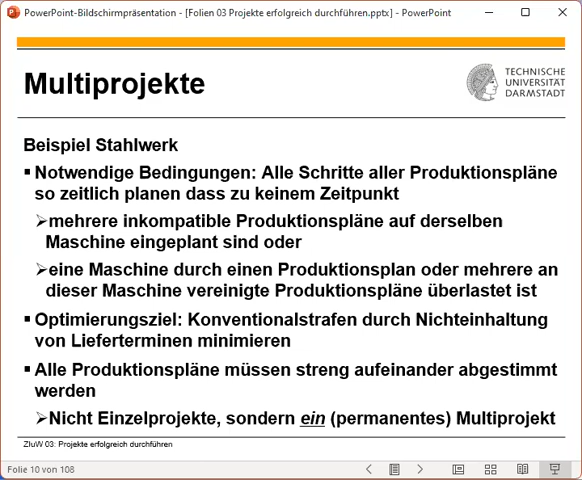 PowerPoint-Bildschirmpräsentation - [Folien 03 Projekte erfolgreich durchführen.pptx] - PowerPoint
Multiprojekte
TECHNISCHE
UNIVERSITÄT
DARMSTADT
Beispiel Stahlwerk
▪ Notwendige Bedingungen: Alle Schritte aller Produktionspläne
so zeitlich planen dass zu keinem Zeitpunkt
➢mehrere inkompatible Produktionspläne auf derselben
Maschine eingeplant sind oder
➢eine Maschine durch einen Produktionsplan oder mehrere an
dieser Maschine vereinigte Produktionspläne überlastet ist
▪ Optimierungsziel: Konventionalstrafen durch Nichteinhaltung
von Lieferterminen minimieren
▪ Alle Produktionspläne müssen streng aufeinander abgestimmt
werden
➢Nicht Einzelprojekte, sondern ein (permanentes) Multiprojekt
ZIuW 03: Projekte erfolgreich durchführen
Folie 10 von 108